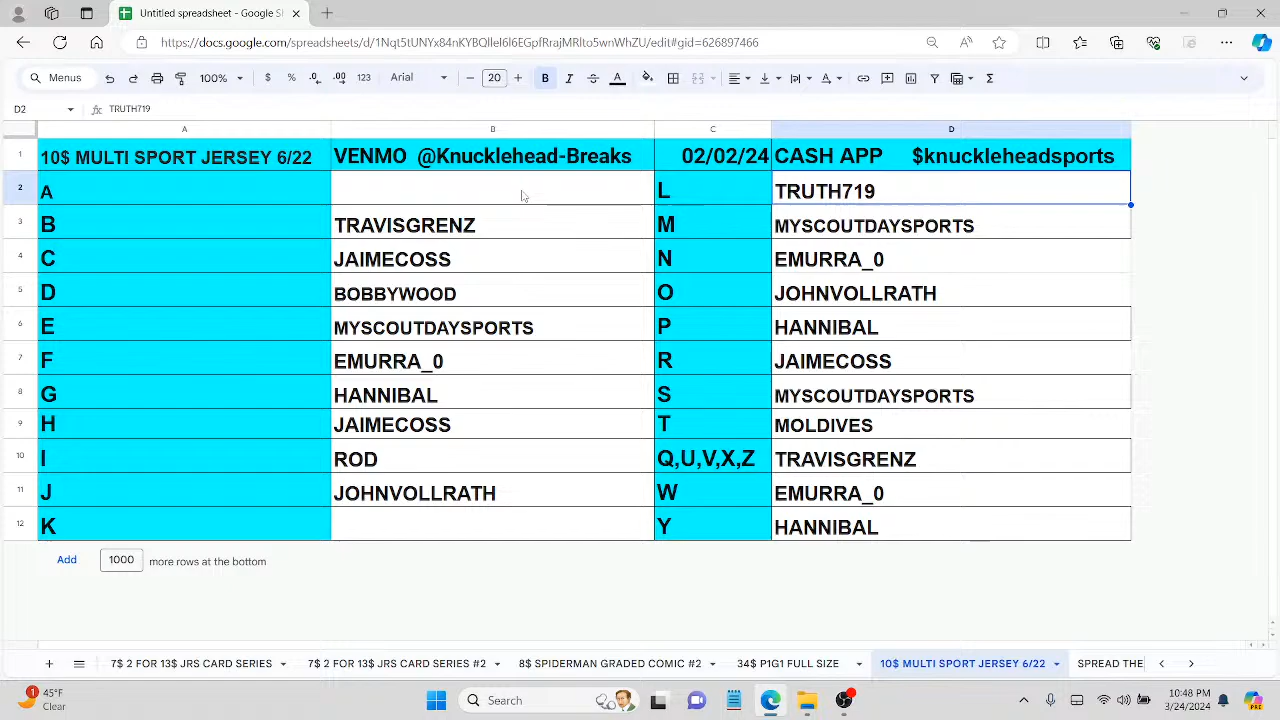 Untitled spreadsheet - Google S
https://docs.google.com/spreadsheets/d/1Nqt5tUNYx84nKYBQJleI6I6EGpfRrajMRIto5wnWhZU/edit#gid=626897466
Menus 100% $ % .0 .00 123 Arial 20 B I A
D2 fx TRUTH719
A B C D
1 10$ MULTI SPORT JERSEY 6/22 VENMO @Knucklehead-Breaks 02/02/24 CASH APP $knuckleheadsports
2 A L TRUTH719
3 B TRAVISGRENZ M MYSCOUTDAYSPORTS
4 C JAIMECOSS N EMURRA_0
5 D BOBBYWOOD O JOHNVOLLRATH
6 E MYSCOUTDAYSPORTS P HANNIBAL
7 F EMURRA_0 R JAIMECOSS
8 G HANNIBAL S MYSCOUTDAYSPORTS
9 H JAIMECOSS T MOLDIVES
10 I ROD Q,U,V,X,Z TRAVISGRENZ
11 J JOHNVOLLRATH W EMURRA_0
12 K Y HANNIBAL
Add 1000 more rows at the bottom
7$ 2 FOR 13$ JRS CARD SERIES 7$ 2 FOR 13$ JRS CARD SERIES #2 8$ SPIDERMAN GRADED COMIC #2 34$ P1G1 FULL SIZE 10$ MULTI SPORT JERSEY 6/22 SPREAD THE
1 45°F Search 10:48 PM
Clear 3/24/2024